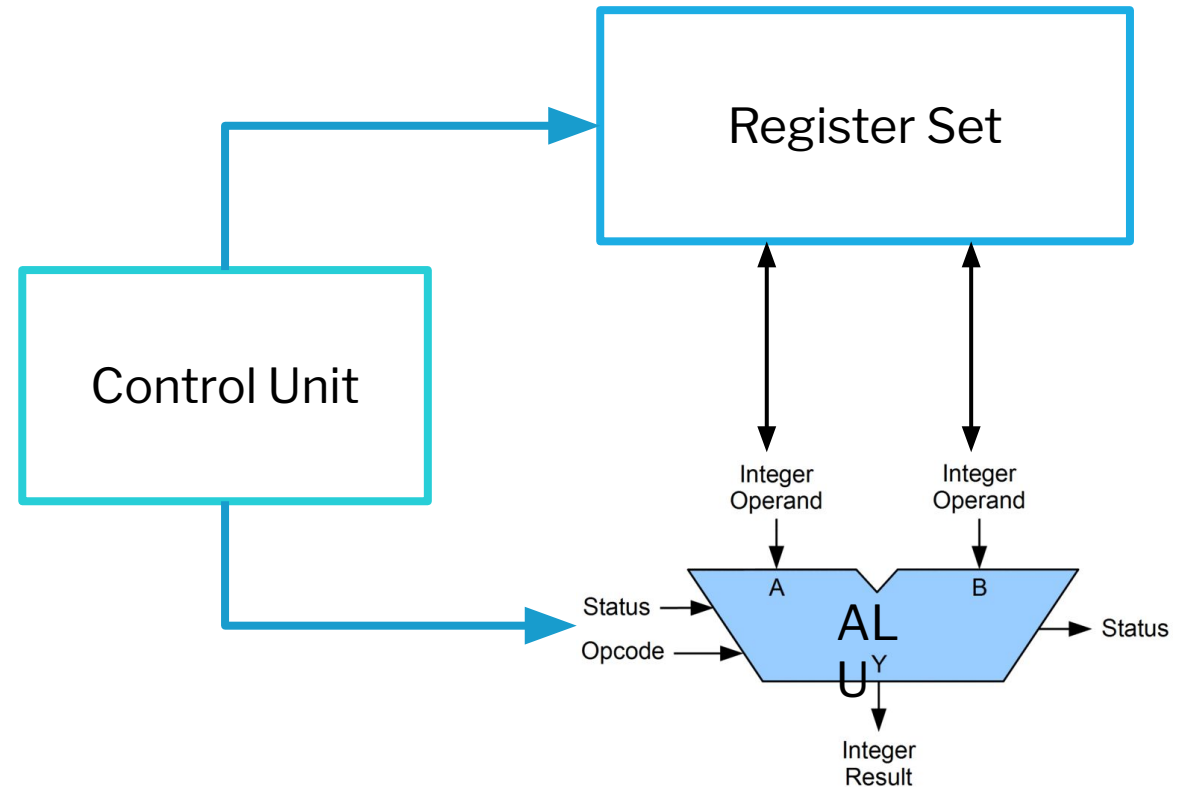 Register Set
Control Unit
Integer
Operand
Integer
Operand
A
B
Status
Opcode
AL
U
Y
Status
Integer
Result